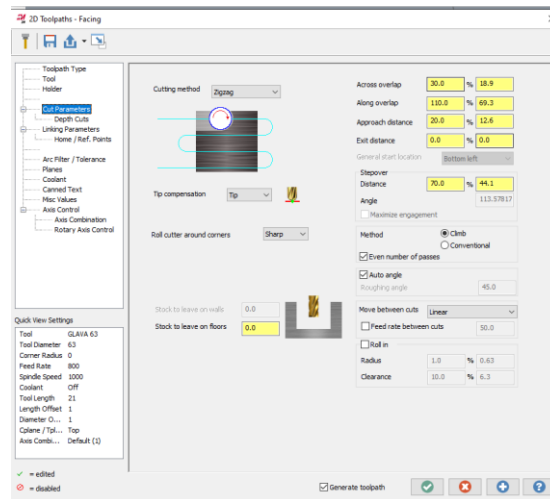 2D Toolpaths - Facing
Toolpath Type
Tool
Holder
Cut Parameters
Depth Cuts
Linking Parameters
Home / Ref. Points
Arc Filter / Tolerance
Planes
Coolant
Canned Text
Misc Values
Axis Control
Axis Combination
Rotary Axis Control
Quick View Settings
Tool GLAVA 63
Tool Diameter 63
Corner Radius 0
Feed Rate 800
Spindle Speed 1000
Coolant Off
Tool Length 21
Length Offset 1
Diameter O... 1
Cplane / Tpl... Top
Axis Combi... Default (1)
= edited
= disabled
Cutting method Zigzag
Tip compensation Tip
Roll cutter around corners Sharp
Stock to leave on walls 0.0
Stock to leave on floors 0.0
Across overlap 30.0 % 18.9
Along overlap 110.0 % 69.3
Approach distance 20.0 % 12.6
Exit distance 0.0 % 0.0
General start location Bottom left
Stepover
Distance 70.0 % 44.1
Angle 113.57817
Maximize engagement
Method Climb
Conventional
Even number of passes
Auto angle
Roughing angle 45.0
Move between cuts Linear
Feed rate between cuts 50.0
Roll in
Radius 1.0 % 0.63
Clearance 10.0 % 6.3
Generate toolpath